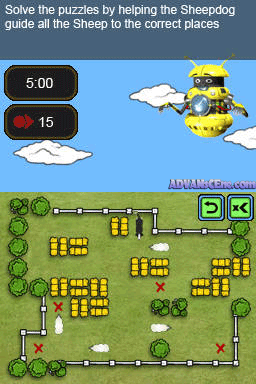 Solve the puzzles by helping the Sheepdog
guide all the Sheep to the correct places
5:00
15
ADVANsCEne.com